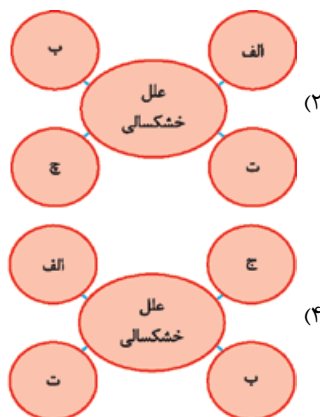 الف
ب
علل
خشکسالی
۲)
ت
ج
ج
الف
علل
خشکسالی
۴)
ب
ت